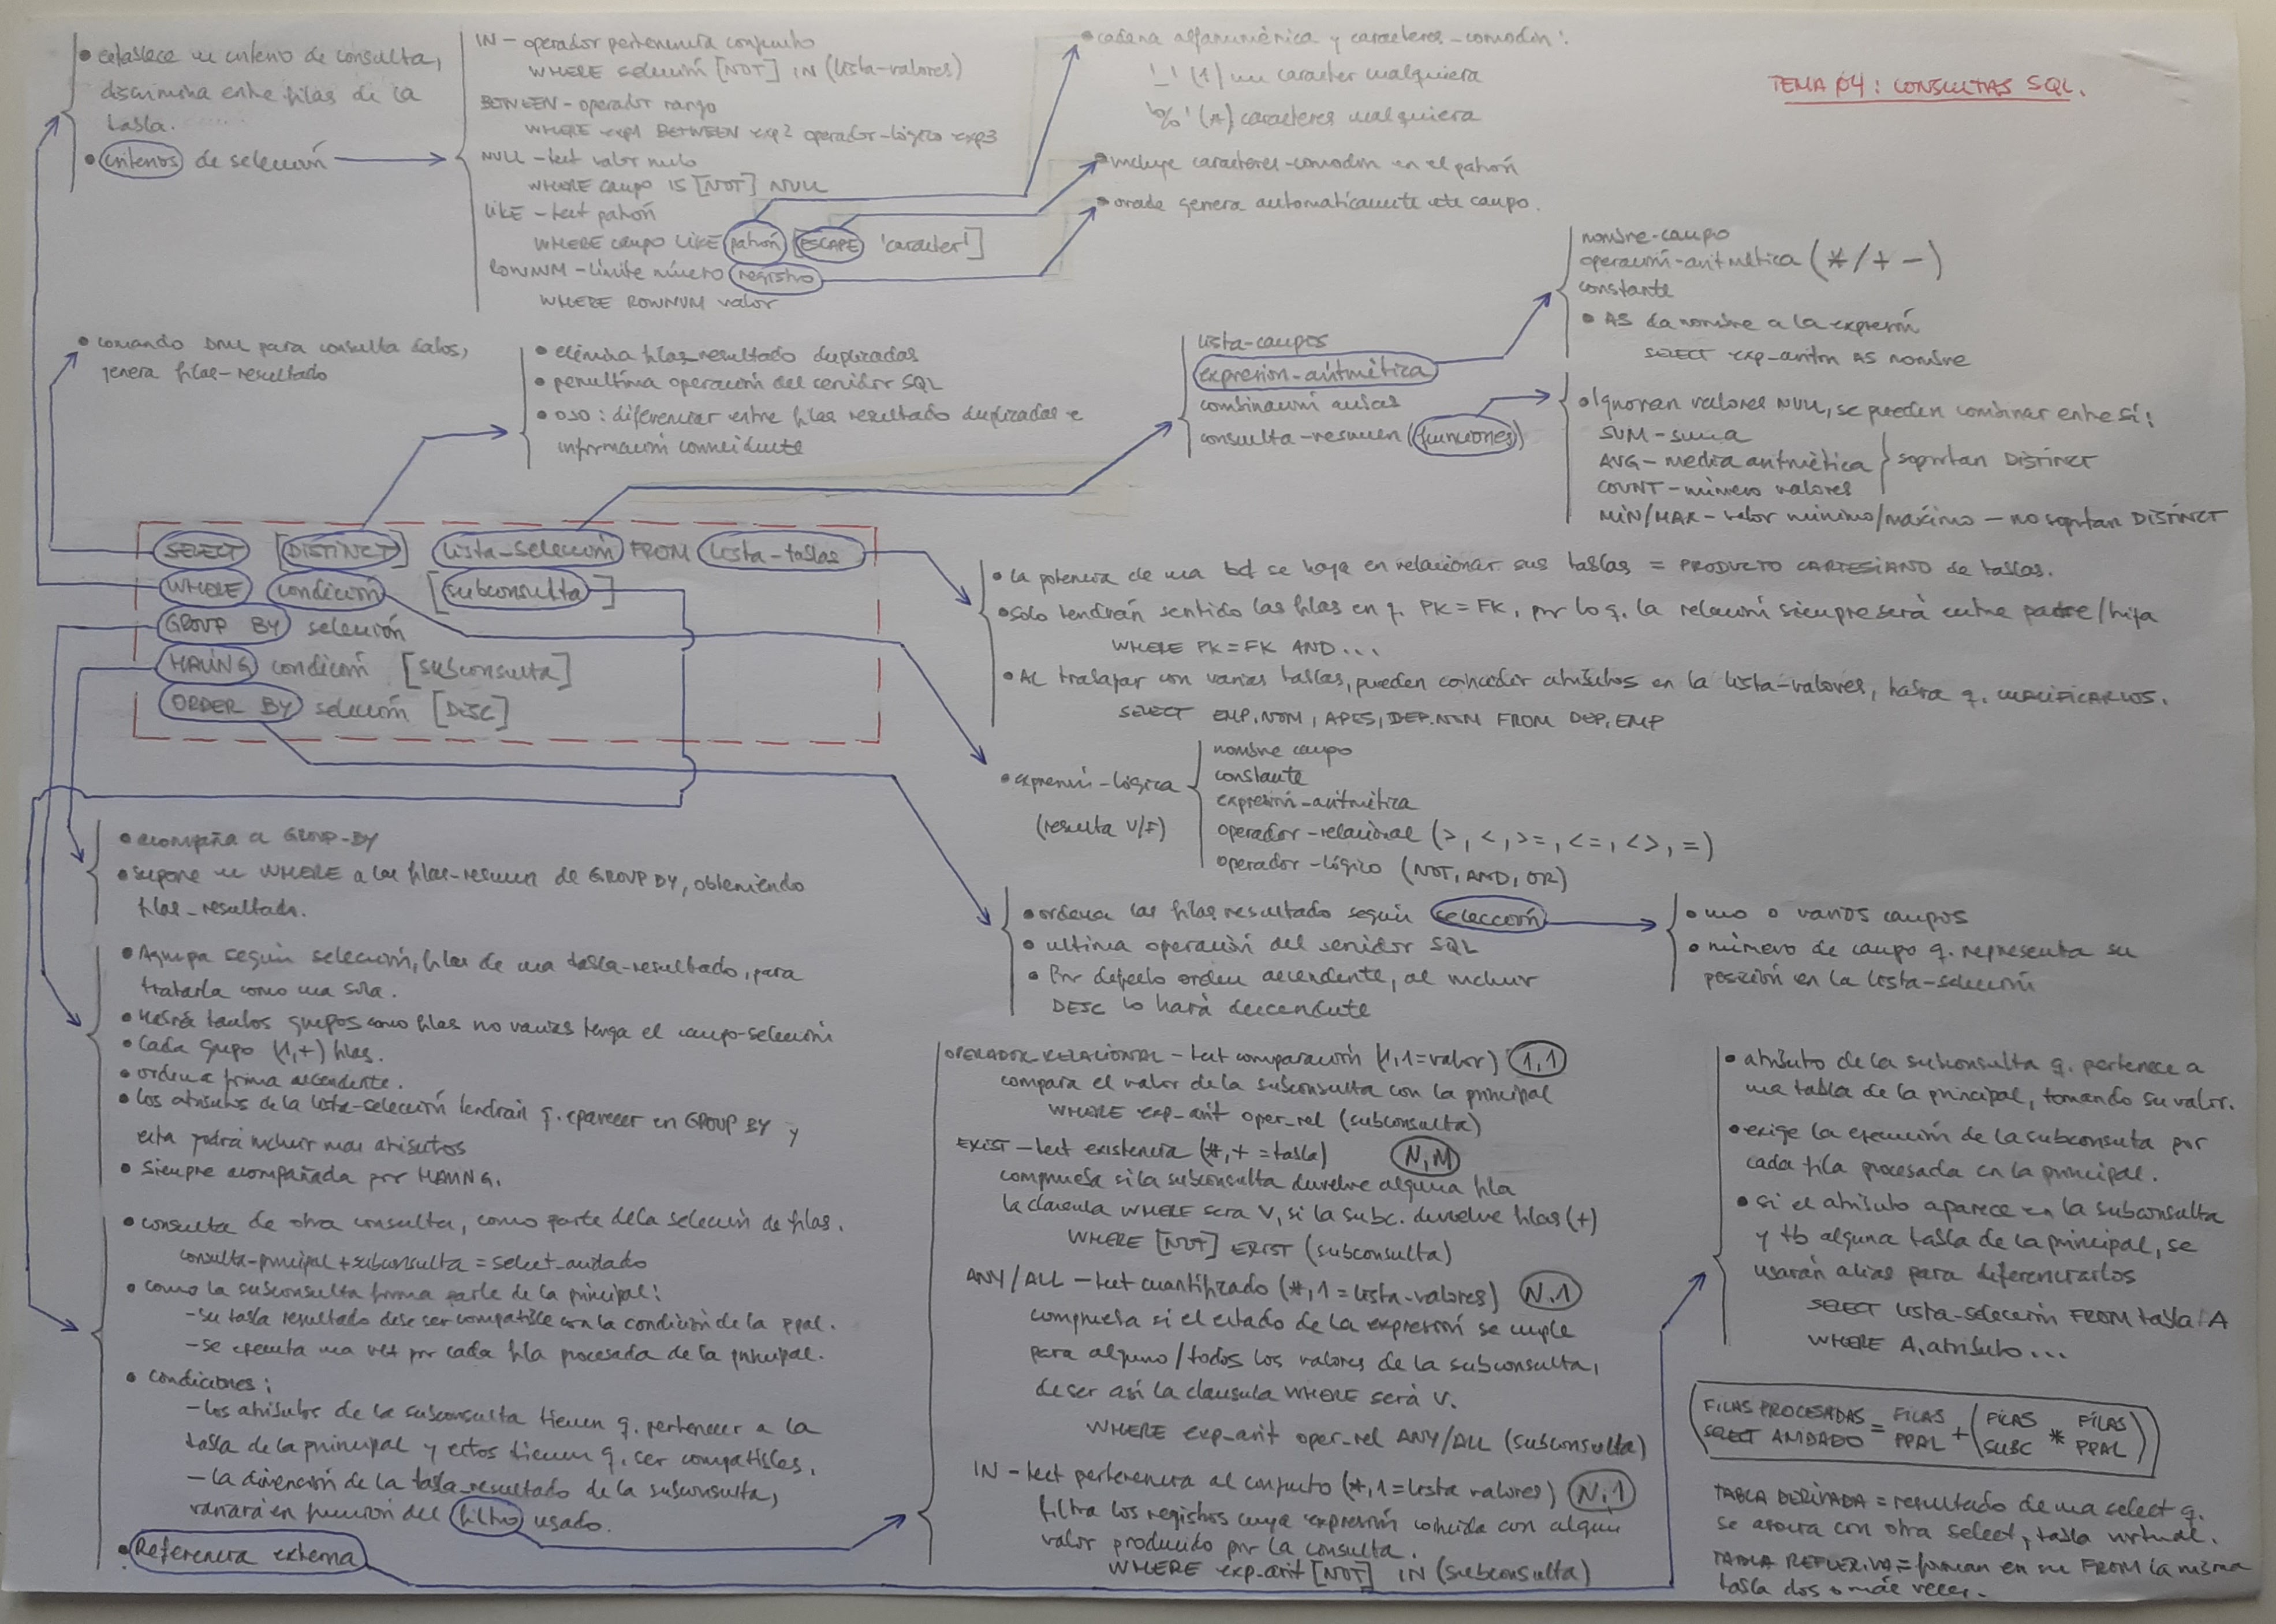 TEMA 04: CONSULTAS SQL.
• establece un criterio de consulta,
discrimina entre filas de la
tabla.
• criterios de selección
IN - operador pertenencia conjunto
WHERE selección [NOT] IN (lista-valores)
BETWEEN - operador rango
WHERE exp1 BETWEEN exp2 operador-lógico exp3
NULL - test valor nulo
WHERE campo IS [NOT] NULL
LIKE - test patrón
WHERE campo LIKE patrón [ESCAPE 'caracter']
ROWNUM - límite número registro
WHERE ROWNUM valor
• cadena alfanumérica y caracteres-comodín:
'_' (1) un caracter cualquiera
'%' (*) caracteres cualquiera
• incluye caracteres-comodín en el patrón
• oracle genera automáticamente este campo.
• comando DML para consulta datos,
genera filas-resultado
• elimina filas-resultado duplicadas
• penúltima operación del servidor SQL
• OJO: diferenciar entre filas resultado duplicadas e
información coincidente
lista-campos
expresión-aritmética
combinación ambas
consulta-resumen (funciones)
nombre-campo
operación-aritmética (* / + -)
constante
• AS da nombre a la expresión
SELECT exp-aritm AS nombre
• Ignoran valores NULL, se pueden combinar entre sí:
SUM - suma
AVG - media aritmética
COUNT - número valores
soportan DISTINCT
MIN/MAX - valor mínimo/máximo - no soportan DISTINCT
SELECT [DISTINCT] lista-selección FROM lista-tablas
WHERE condición [subconsulta]
GROUP BY selección
HAVING condición [subconsulta]
ORDER BY selección [DESC]
• La potencia de una bd se haya en relacionar sus tablas = PRODUCTO CARTESIANO de tablas.
• Solo tendrán sentido las filas en q. PK = FK, por lo q. la relación siempre será entre padre/hija
WHERE PK = FK AND...
• Al trabajar con varias tablas, pueden coincidir atributos en la lista-valores, habrá q. CUALIFICARLOS.
SELECT EMP.NOM, APES, DEP.NOM FROM DEP, EMP
• expresión-lógica
(resulta V/F)
nombre campo
constante
expresión-aritmética
operador-relacional (>, <, >=, <=, <>, =)
operador-lógico (NOT, AND, OR)
• acompaña a GROUP-BY
• supone un WHERE a las filas-resumen de GROUP BY, obteniendo
filas-resultado.
• ordena las filas resultado según selección
• ultima operación del servidor SQL
• Por defecto orden ascendente, al incluir
DESC lo hará descendente
• uno o varios campos
• número de campo q. representa su
posición en la lista-selección
• Agrupa según selección, filas de una tabla-resultado, para
tratarla como una sola.
• Habrá tantos grupos como filas no vacías tenga el campo-selección
• Cada grupo (1,+) filas.
• ordena forma ascendente.
• Los atributos de la lista-selección tendrán q. aparecer en GROUP BY y
esta podrá incluir mas atributos
• Siempre acompañada por HAVING.
• consulta de otra consulta, como parte de la selección de filas.
consulta-principal + subconsulta = select-anidado
• como la subconsulta forma parte de la principal:
- su tabla resultado debe ser compatible con la condición de la ppal.
- se ejecuta una vez por cada fila procesada de la principal.
• Condiciones:
- Los atributos de la subconsulta tienen q. pertenecer a la
tabla de la principal y estos tienen q. ser compatibles.
- La dimensión de la tabla-resultado de la subconsulta,
variará en función del filtro usado.
• Referencia externa
OPERADOR RELACIONAL - test comparación (1,1 = valor) 1,1
compara el valor de la subconsulta con la principal
WHERE exp-arit oper-rel (subconsulta)
EXIST - test existencia (*,+ = tabla) N,M
comprueba si la subconsulta devuelve alguna fila
la clausula WHERE sera V, si la subc. devuelve filas (+)
WHERE [NOT] EXIST (subconsulta)
ANY/ALL - test cuantificado (*,1 = lista-valores) N,1
comprueba si el estado de la expresión se cumple
para alguno/todos los valores de la subconsulta,
de ser así la clausula WHERE será V.
WHERE exp-arit oper-rel ANY/ALL (subconsulta)
IN - test pertenencia al conjunto (*,1 = lista valores) N,1
filtra los registros cuya expresión coincida con algún
valor producido por la consulta.
WHERE exp-arit [NOT] IN (subconsulta)
• atributo de la subconsulta q. pertenece a
una tabla de la principal, tomando su valor.
• exige la ejecución de la subconsuta por
cada fila procesada en la principal.
• si el atributo aparece en la subconsulta
y tb alguna tabla de la principal, se
usarán alias para diferenciarlos
SELECT lista-selección FROM tabla A
WHERE A.atributo...
FILAS PROCESADAS SELECT ANIDADO = FILAS PPAL + (FILAS SUBC * FILAS PPAL)
TABLA DERIVADA = resultado de una select q.
se asocia con otra select, tabla virtual.
TABLA REFLEXIVA = forman en su FROM la misma
tabla dos o más veces.